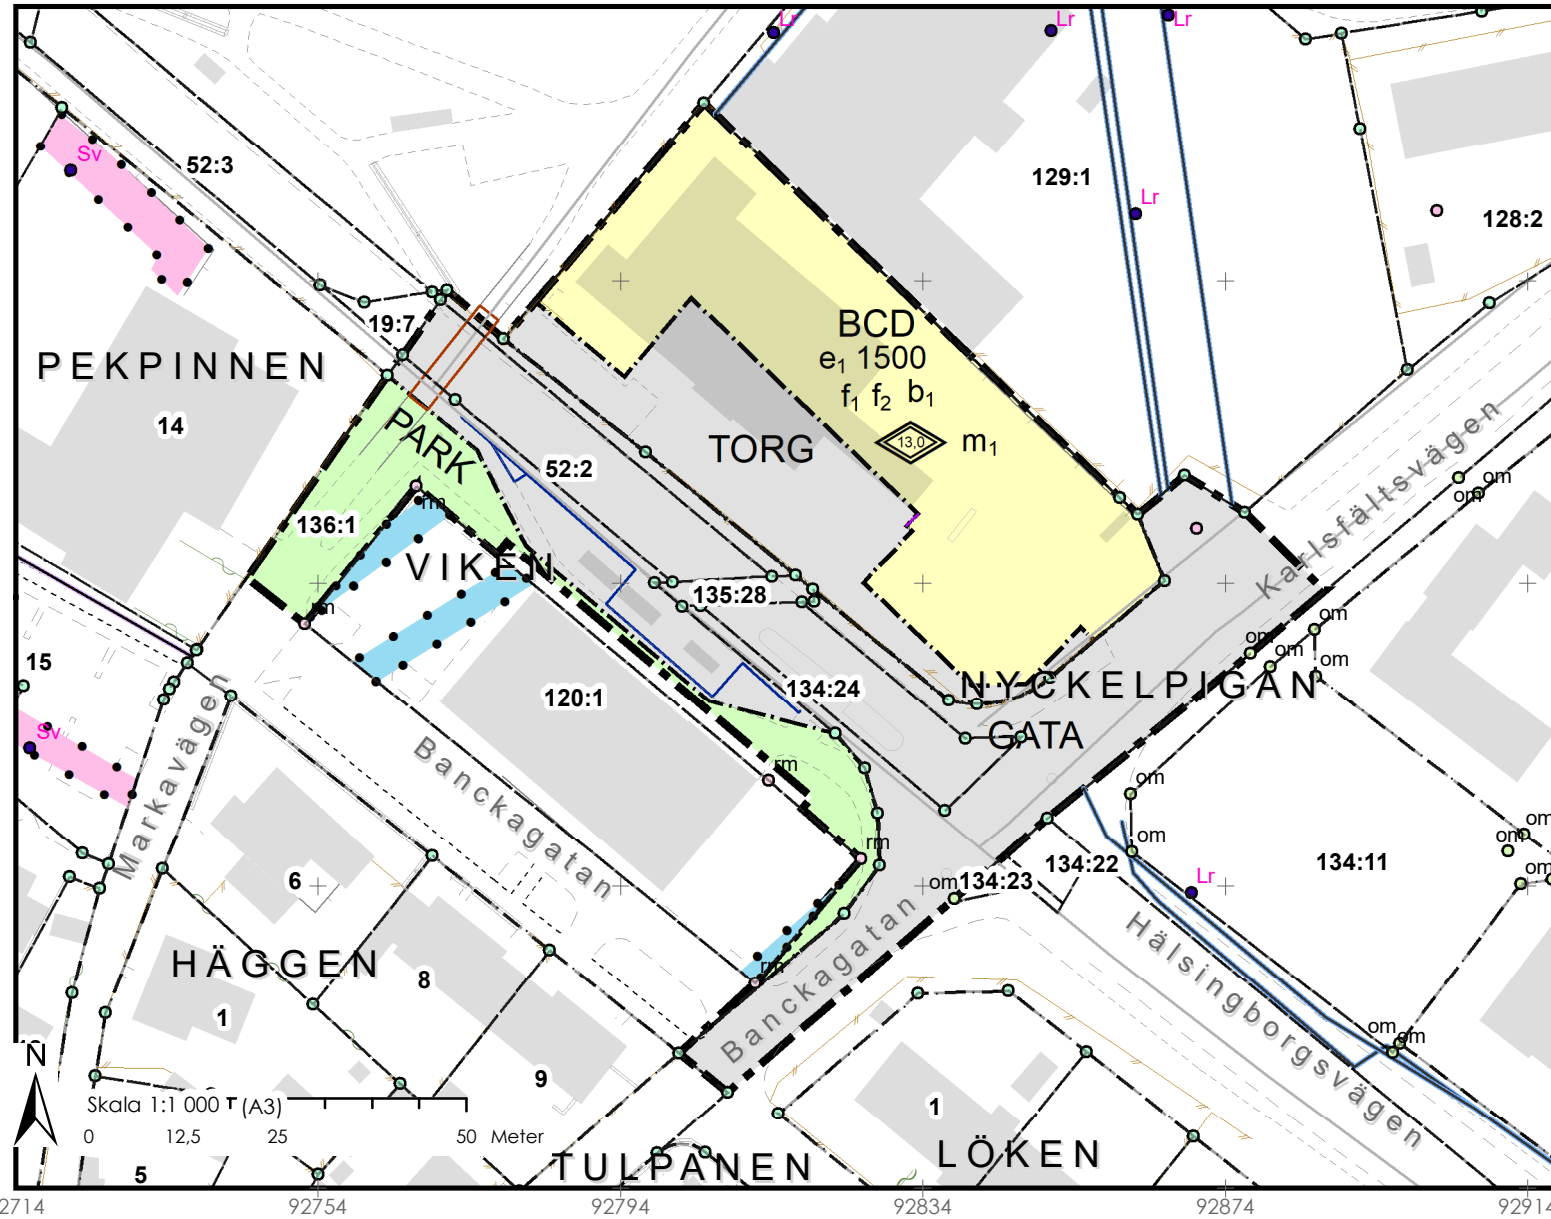 Lr
Lr
Lr
Sv
52:3
129:1
Lr
128:2
19:7
BCD
e1 1500
f1 f2 b1
13,0
m1
PEKPINNEN
14
PARK
TORG
52:2
Karlsfältsvägen
om
om
rm
136:1
VIKEN
135:28
rm
om
om
om
om
15
120:1
134:24
NYCKELPIGAN
GATA
Sv
Markavägen
Banckagatan
rm
om
om
om
om
om
rm
6
om
134:23
134:22
134:11
Lr
HÄGGEN
8
rm
Banckagatan
Hälsingborgsvägen
1
om
om
N
9
Skala 1:1 000
(A3)
0 12,5 25 50 Meter
1
LÖKEN
TULPANEN
5
2714 92754 92794 92834 92874 92914